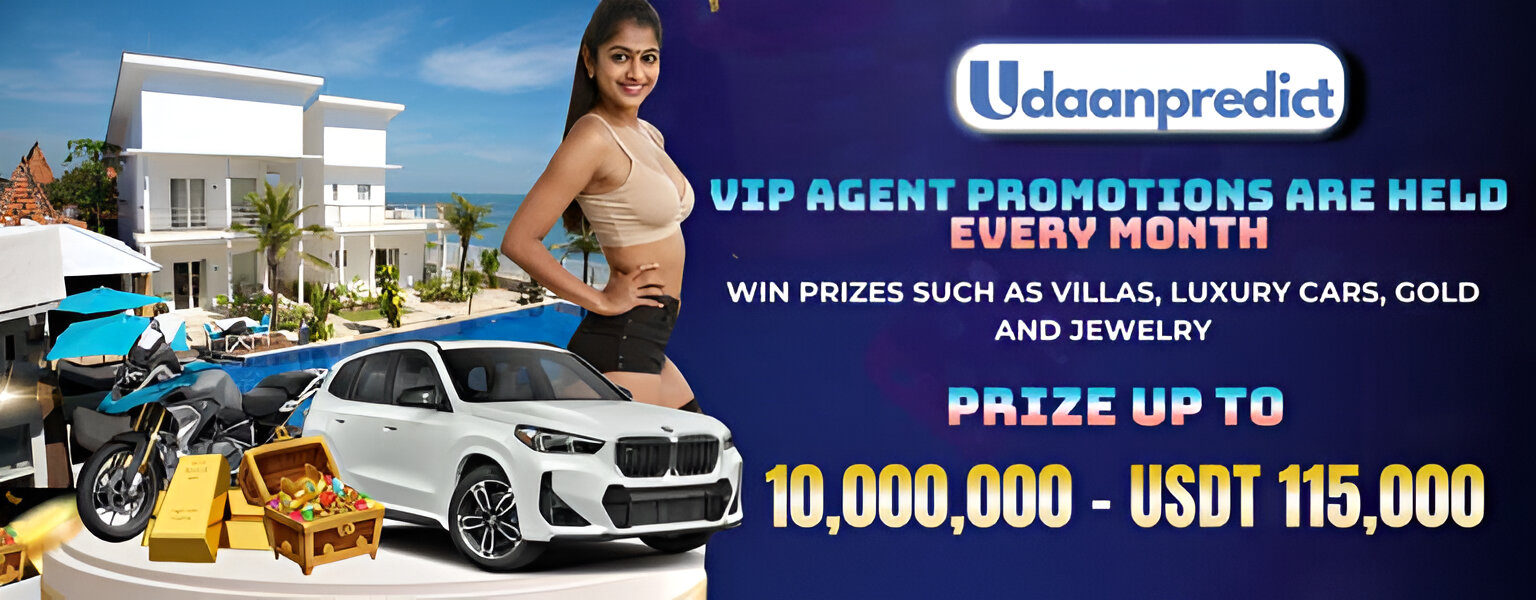 Udaanpredict
VIP AGENT PROMOTIONS ARE HELD
EVERY MONTH
WIN PRIZES SUCH AS VILLAS, LUXURY CARS, GOLD
AND JEWELRY
PRIZE UP TO
10,000,000 - USDT 115,000